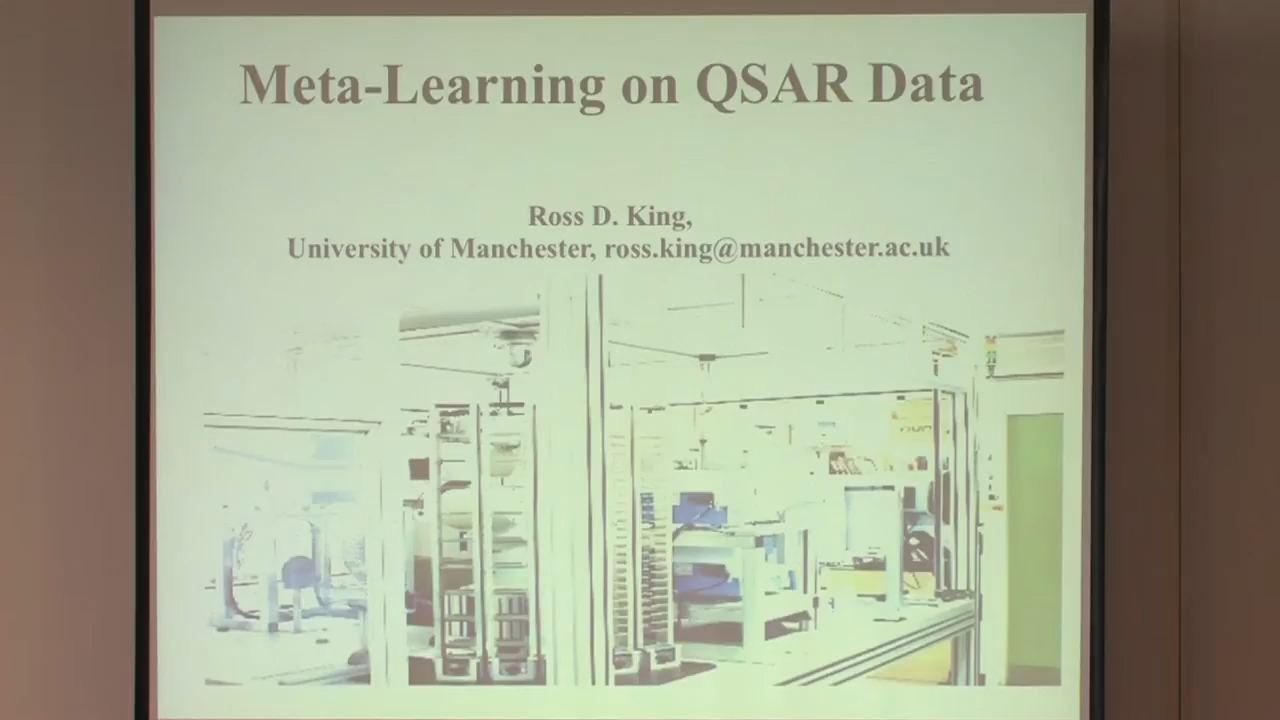 Meta-Learning on QSAR Data
Ross D. King,
University of Manchester, ross.king@manchester.ac.uk